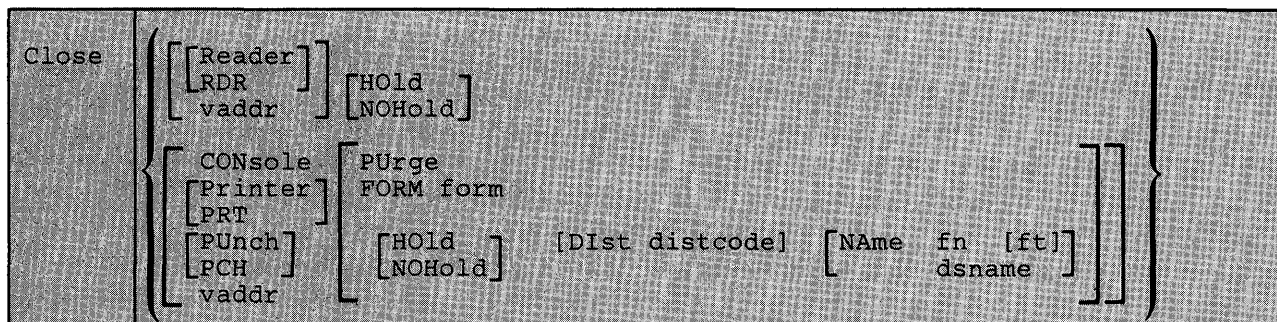 Close [Reader]
[RDR] [HOld]
vaddr [NOHold]
CONsole PUrge
[Printer] FORM form
[PRT]
[PUnch] [HOld] [DIst distcode] [NAme fn [ft]]
[PCH] [NOHold] dsname
vaddr